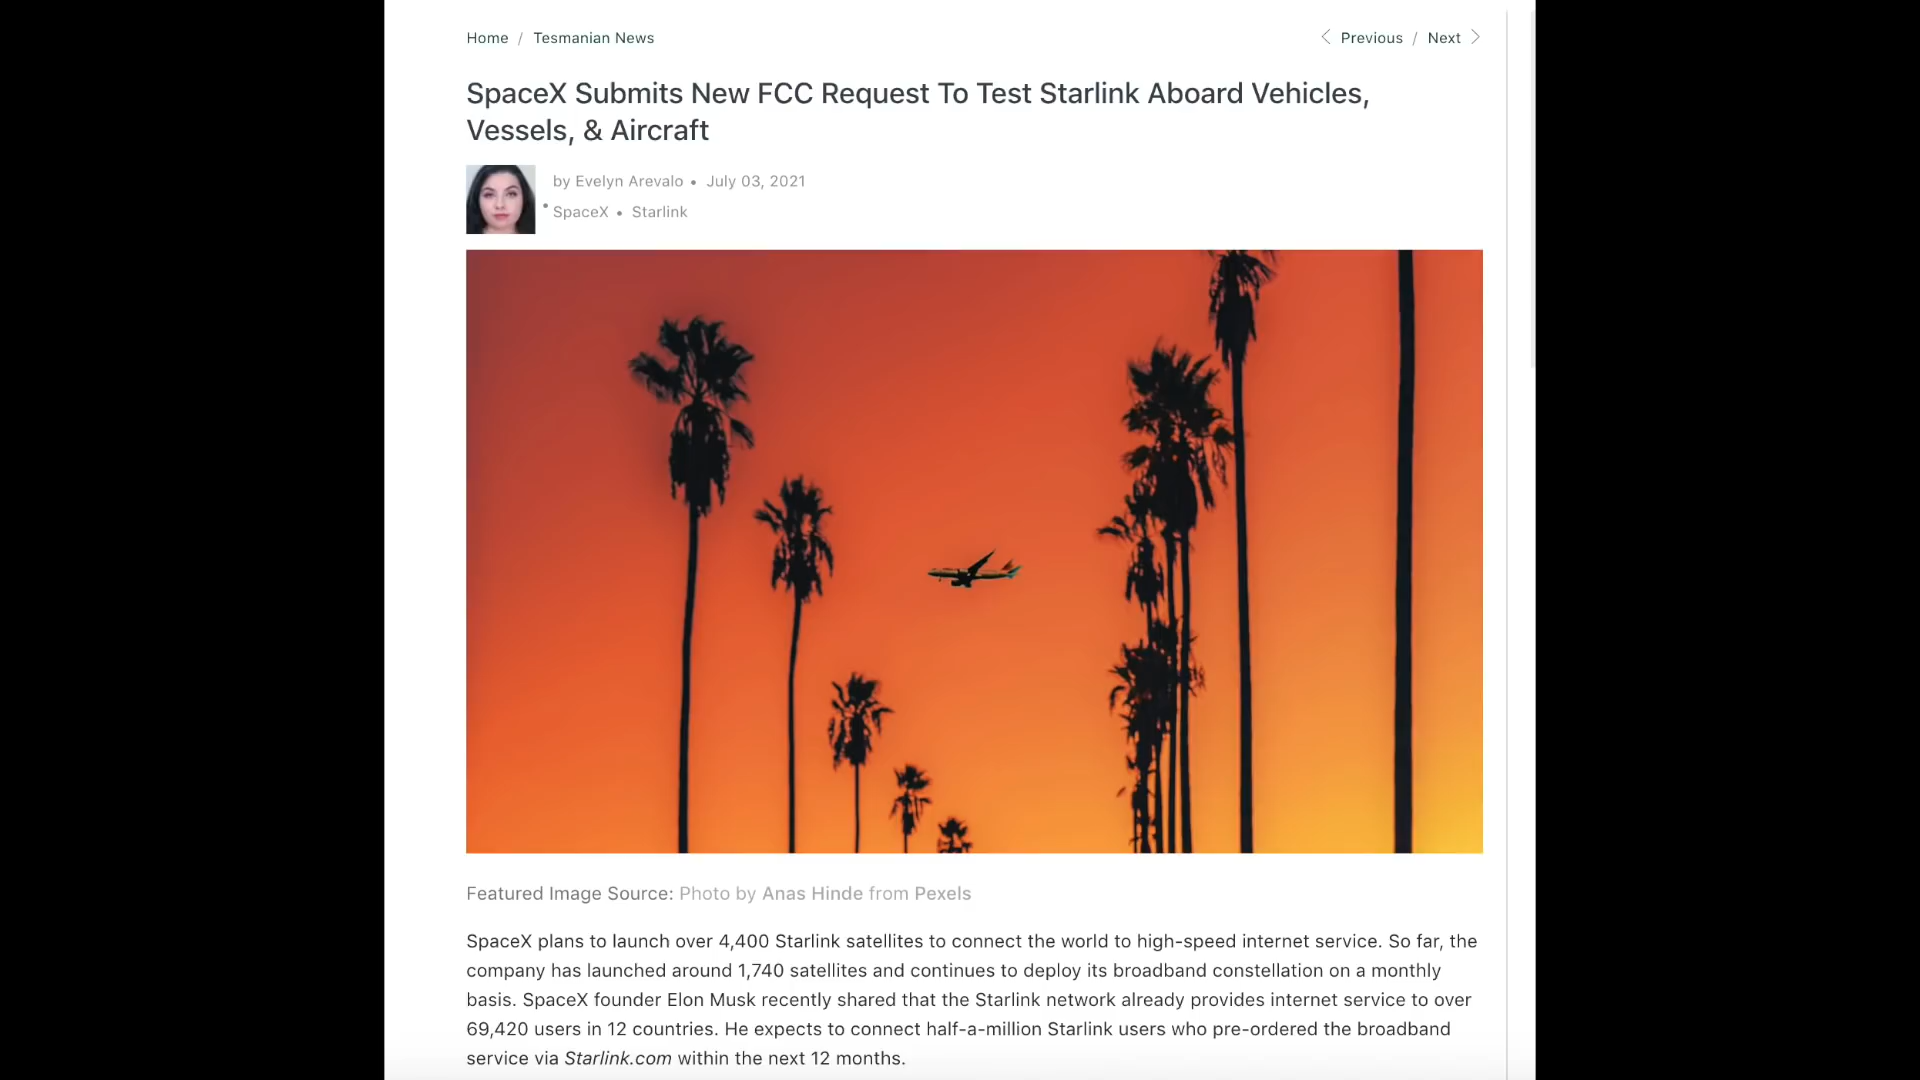 Home / Tesmanian News
Previous / Next
SpaceX Submits New FCC Request To Test Starlink Aboard Vehicles,
Vessels, & Aircraft
by Evelyn Arevalo • July 03, 2021
• SpaceX • Starlink
Featured Image Source: Photo by Anas Hinde from Pexels
SpaceX plans to launch over 4,400 Starlink satellites to connect the world to high-speed internet service. So far, the
company has launched around 1,740 satellites and continues to deploy its broadband constellation on a monthly
basis. SpaceX founder Elon Musk recently shared that the Starlink network already provides internet service to over
69,420 users in 12 countries. He expects to connect half-a-million Starlink users who pre-ordered the broadband
service via Starlink.com within the next 12 months.